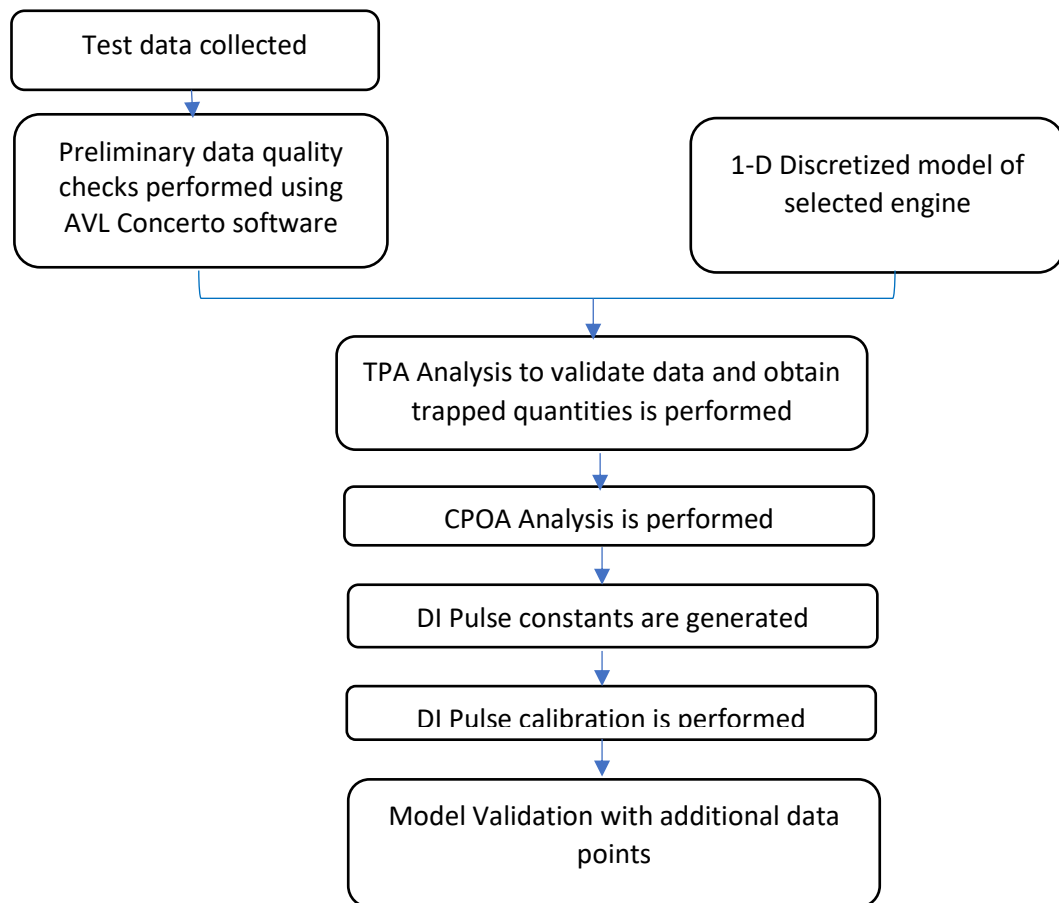 Test data collected
Preliminary data quality
checks performed using
AVL Concerto software
1-D Discretized model of
selected engine
TPA Analysis to validate data and obtain
trapped quantities is performed
CPOA Analysis is performed
DI Pulse constants are generated
DI Pulse calibration is performed
Model Validation with additional data
points